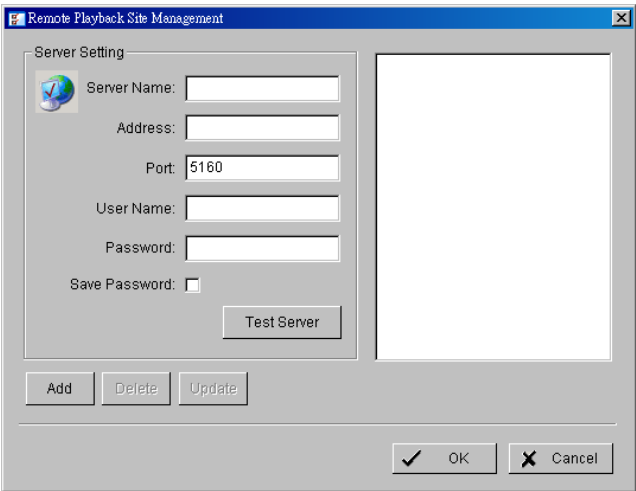 Remote Playback Site Management
Server Setting
Server Name:
Address:
Port: 5160
User Name:
Password:
Save Password:
Test Server
Add Delete Update
OK Cancel